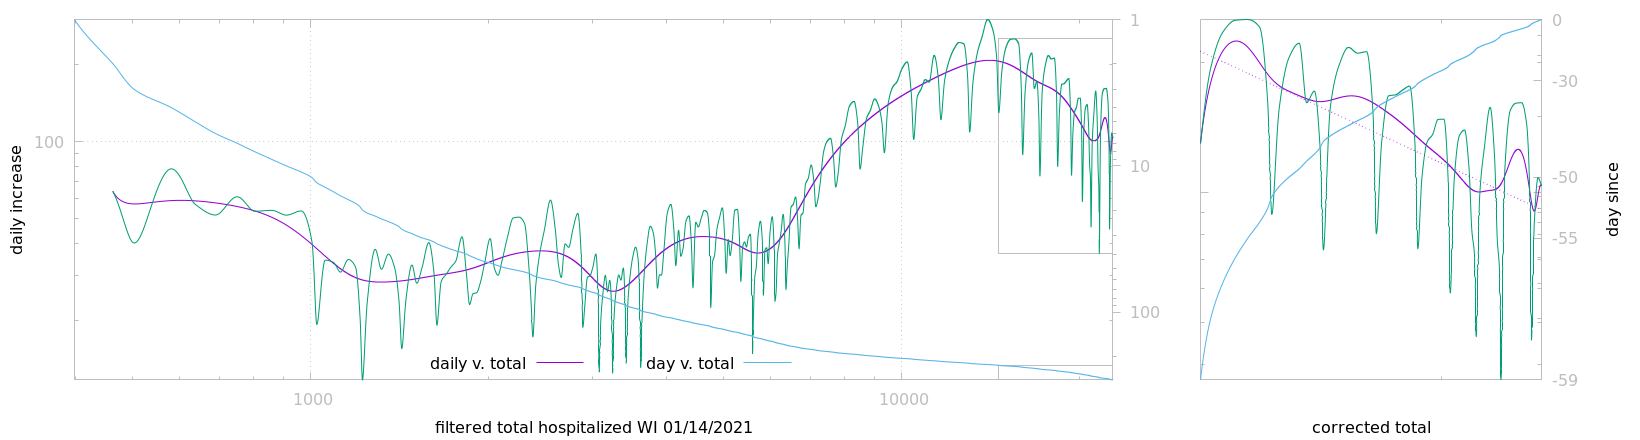 daily increase
100
daily v. total
day v. total
1000
10000
filtered total hospitalized WI 01/14/2021
1
10
100
day since
0
-30
-50
-55
-59
corrected total